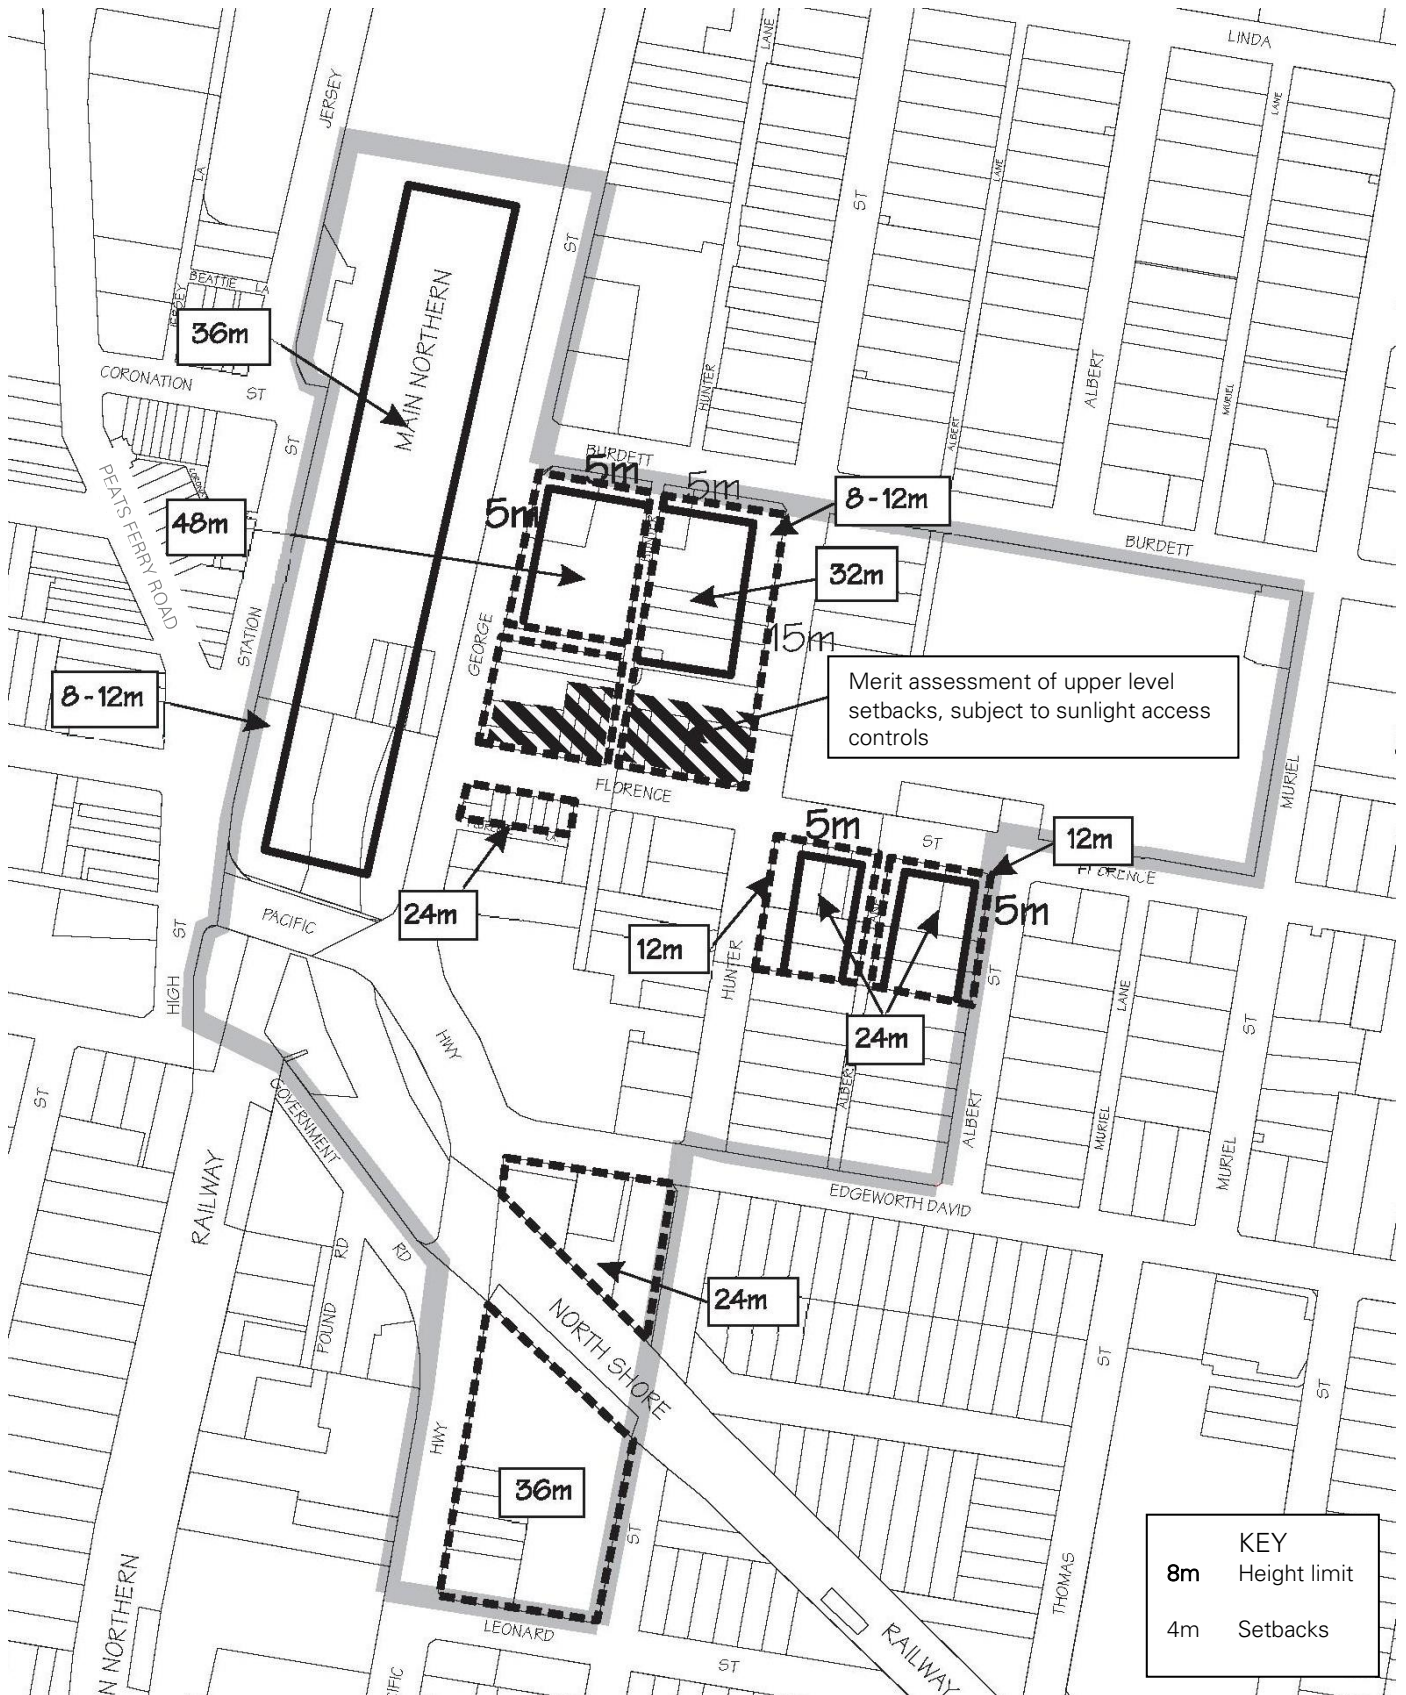 LINDA
LANE
LANE
LANE
JERSEY
LA
ST
ST
BEATTIE
LA
36m
MAIN NORTHERN
CORONATION
ST
HUNTER
ALBERT
ALBERT
MURIEL
ST
PEATS FERRY ROAD
BURDETT
5m
5m
5m
8-12m
48m
BURDETT
32m
15m
STATION
GEORGE
8-12m
Merit assessment of upper level
setbacks, subject to sunlight access
controls
MURIEL
FLORENCE
5m
ST
12m
FLORENCE
24m
5m
12m
PACIFIC
HIGH
ST
HUNTER
ST
LANE
ST
24m
HWY
ALBERT
ALBERT
MURIEL
MURIEL
ST
GOVERNMENT
RAILWAY
RD
RD
POUND
EDGEWORTH DAVID
24m
NORTH SHORE
ST
ST
HWY
36m
ST
LEONARD
ST
THOMAS
RAILWAY
N NORTHERN
IFIC
KEY
8m Height limit
4m Setbacks